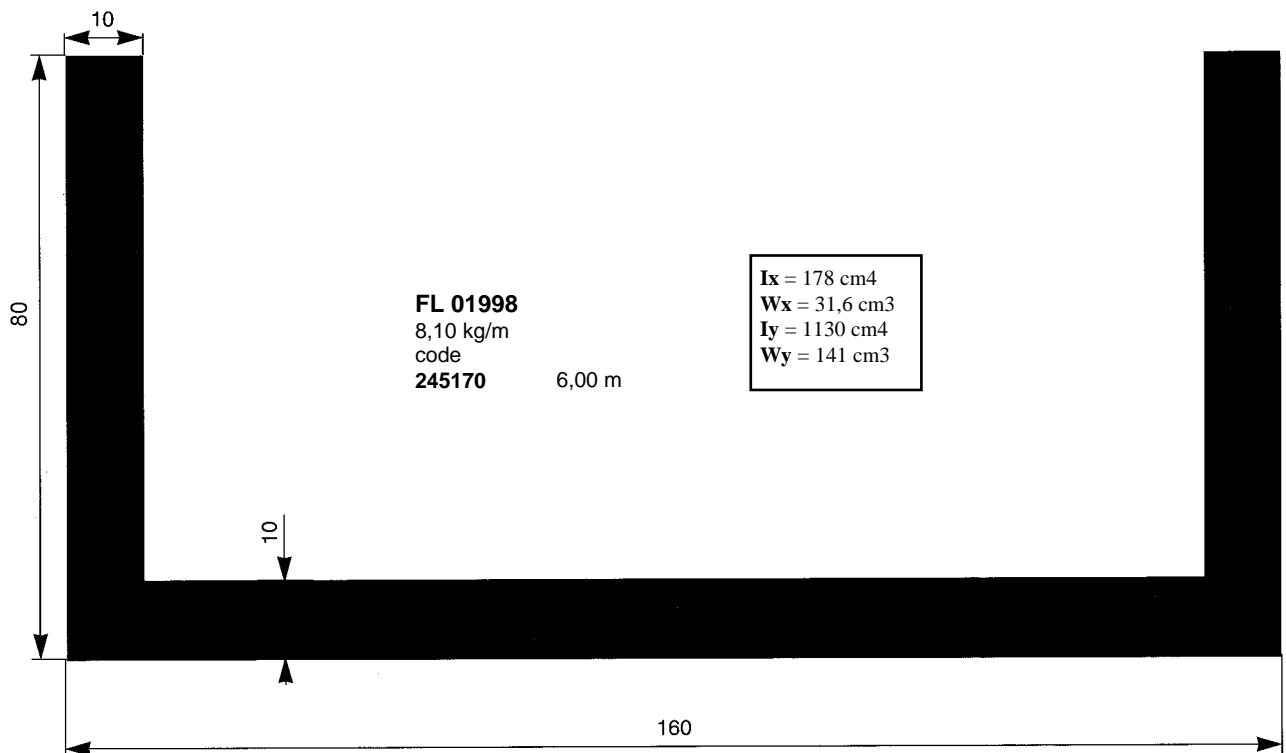 10
80
FL 01998
8,10 kg/m
code
245170 6,00 m
Ix = 178 cm4
Wx = 31,6 cm3
Iy = 1130 cm4
Wy = 141 cm3
10
160